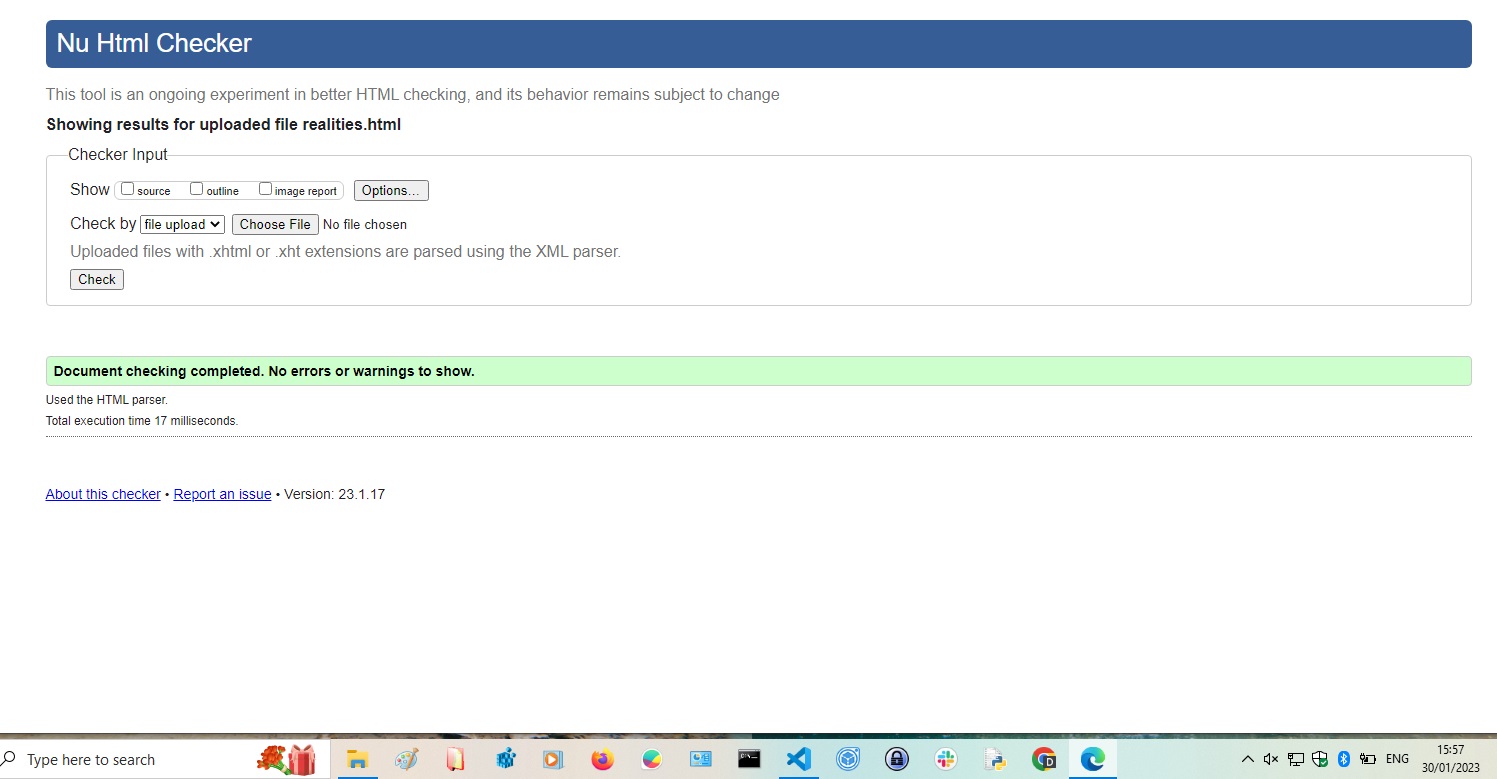 Nu Html Checker
This tool is an ongoing experiment in better HTML checking, and its behavior remains subject to change
Showing results for uploaded file realities.html
Checker Input
Show source outline image report Options...
Check by file upload Choose File No file chosen
Uploaded files with .xhtml or .xht extensions are parsed using the XML parser.
Check
Document checking completed. No errors or warnings to show.
Used the HTML parser.
Total execution time 17 milliseconds.
About this checker • Report an issue • Version: 23.1.17
Type here to search
D
ENG
15:57
30/01/2023